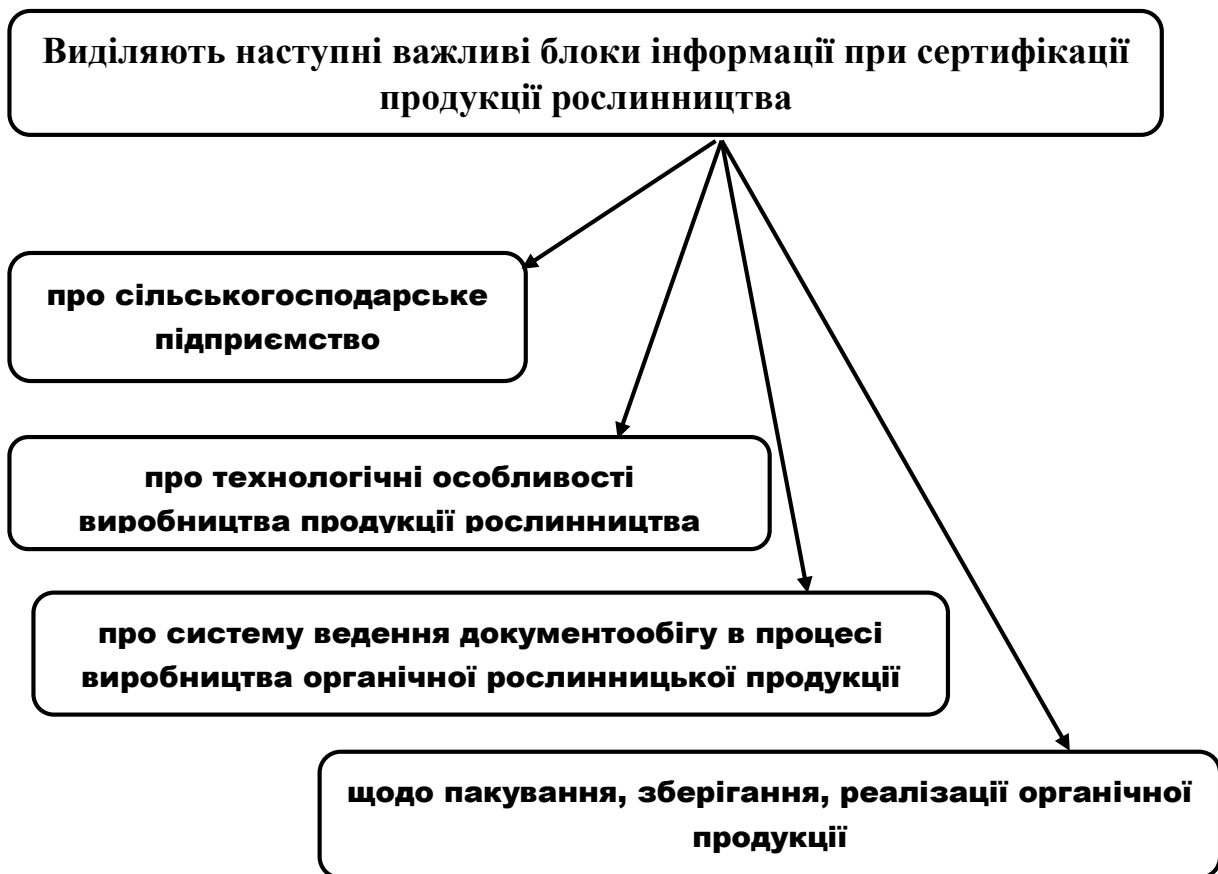 Виділяють наступні важливі блоки інформації при сертифікації
продукції рослинництва
про сільськогосподарське
підприємство
про технологічні особливості
виробництва продукції рослинництва
про систему ведення документообігу в процесі
виробництва органічної рослинницької продукції
щодо пакування, зберігання, реалізації органічної
продукції